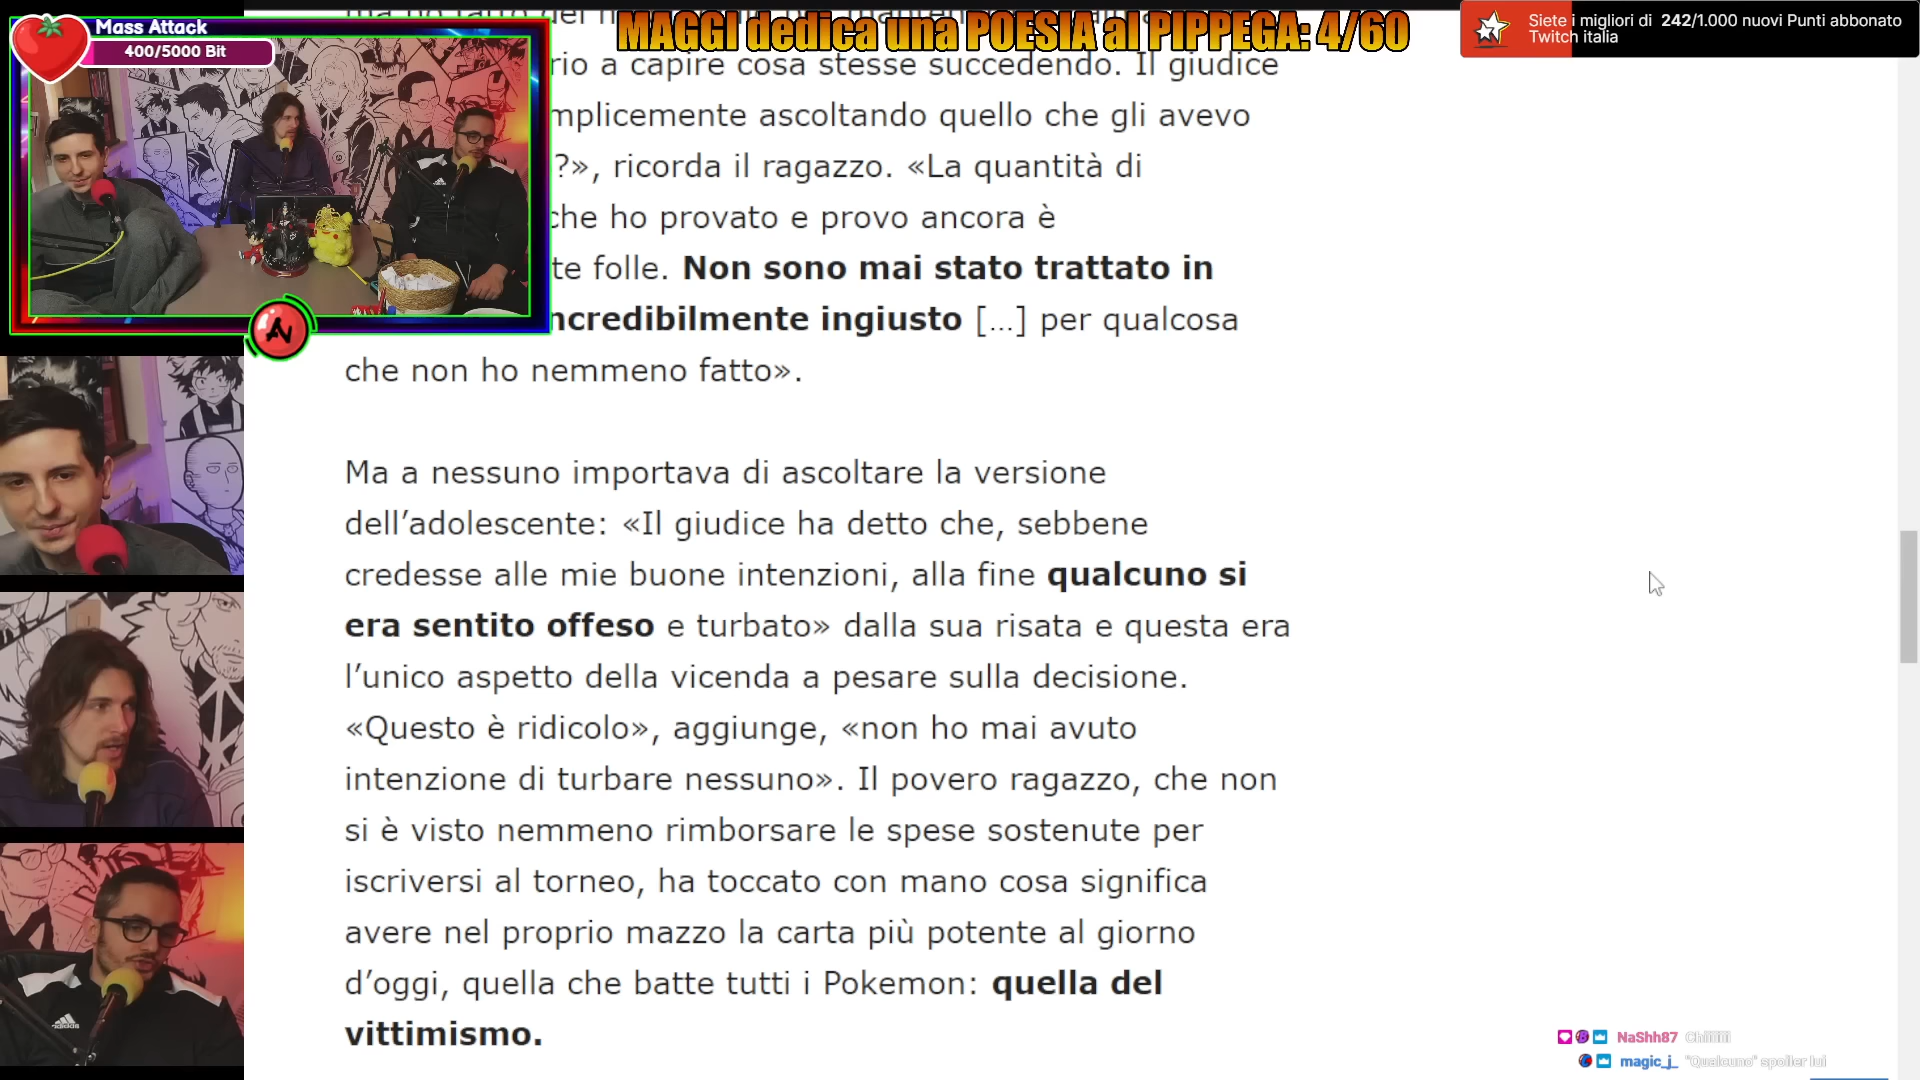 Mass Attack
400/5000 Bit
MAGGI dedica una POESIA al PIPPEGA: 4/60
Siete i migliori di 242/1.000 nuovi Punti abbonato
Twitch italia
rio a capire cosa stesse succedendo. Il giudice
mplicemente ascoltando quello che gli avevo
?», ricorda il ragazzo. «La quantità di
che ho provato e provo ancora è
te folle. Non sono mai stato trattato in
ncredibilmente ingiusto [...] per qualcosa
che non ho nemmeno fatto».
Ma a nessuno importava di ascoltare la versione
dell’adolescente: «Il giudice ha detto che, sebbene
credesse alle mie buone intenzioni, alla fine qualcuno si
era sentito offeso e turbato» dalla sua risata e questa era
l’unico aspetto della vicenda a pesare sulla decisione.
«Questo è ridicolo», aggiunge, «non ho mai avuto
intenzione di turbare nessuno». Il povero ragazzo, che non
si è visto nemmeno rimborsare le spese sostenute per
iscriversi al torneo, ha toccato con mano cosa significa
avere nel proprio mazzo la carta più potente al giorno
d’oggi, quella che batte tutti i Pokemon: quella del
vittimismo.
adidas
NaShh87
magic_j_ "Qualcuno" spoiler lui